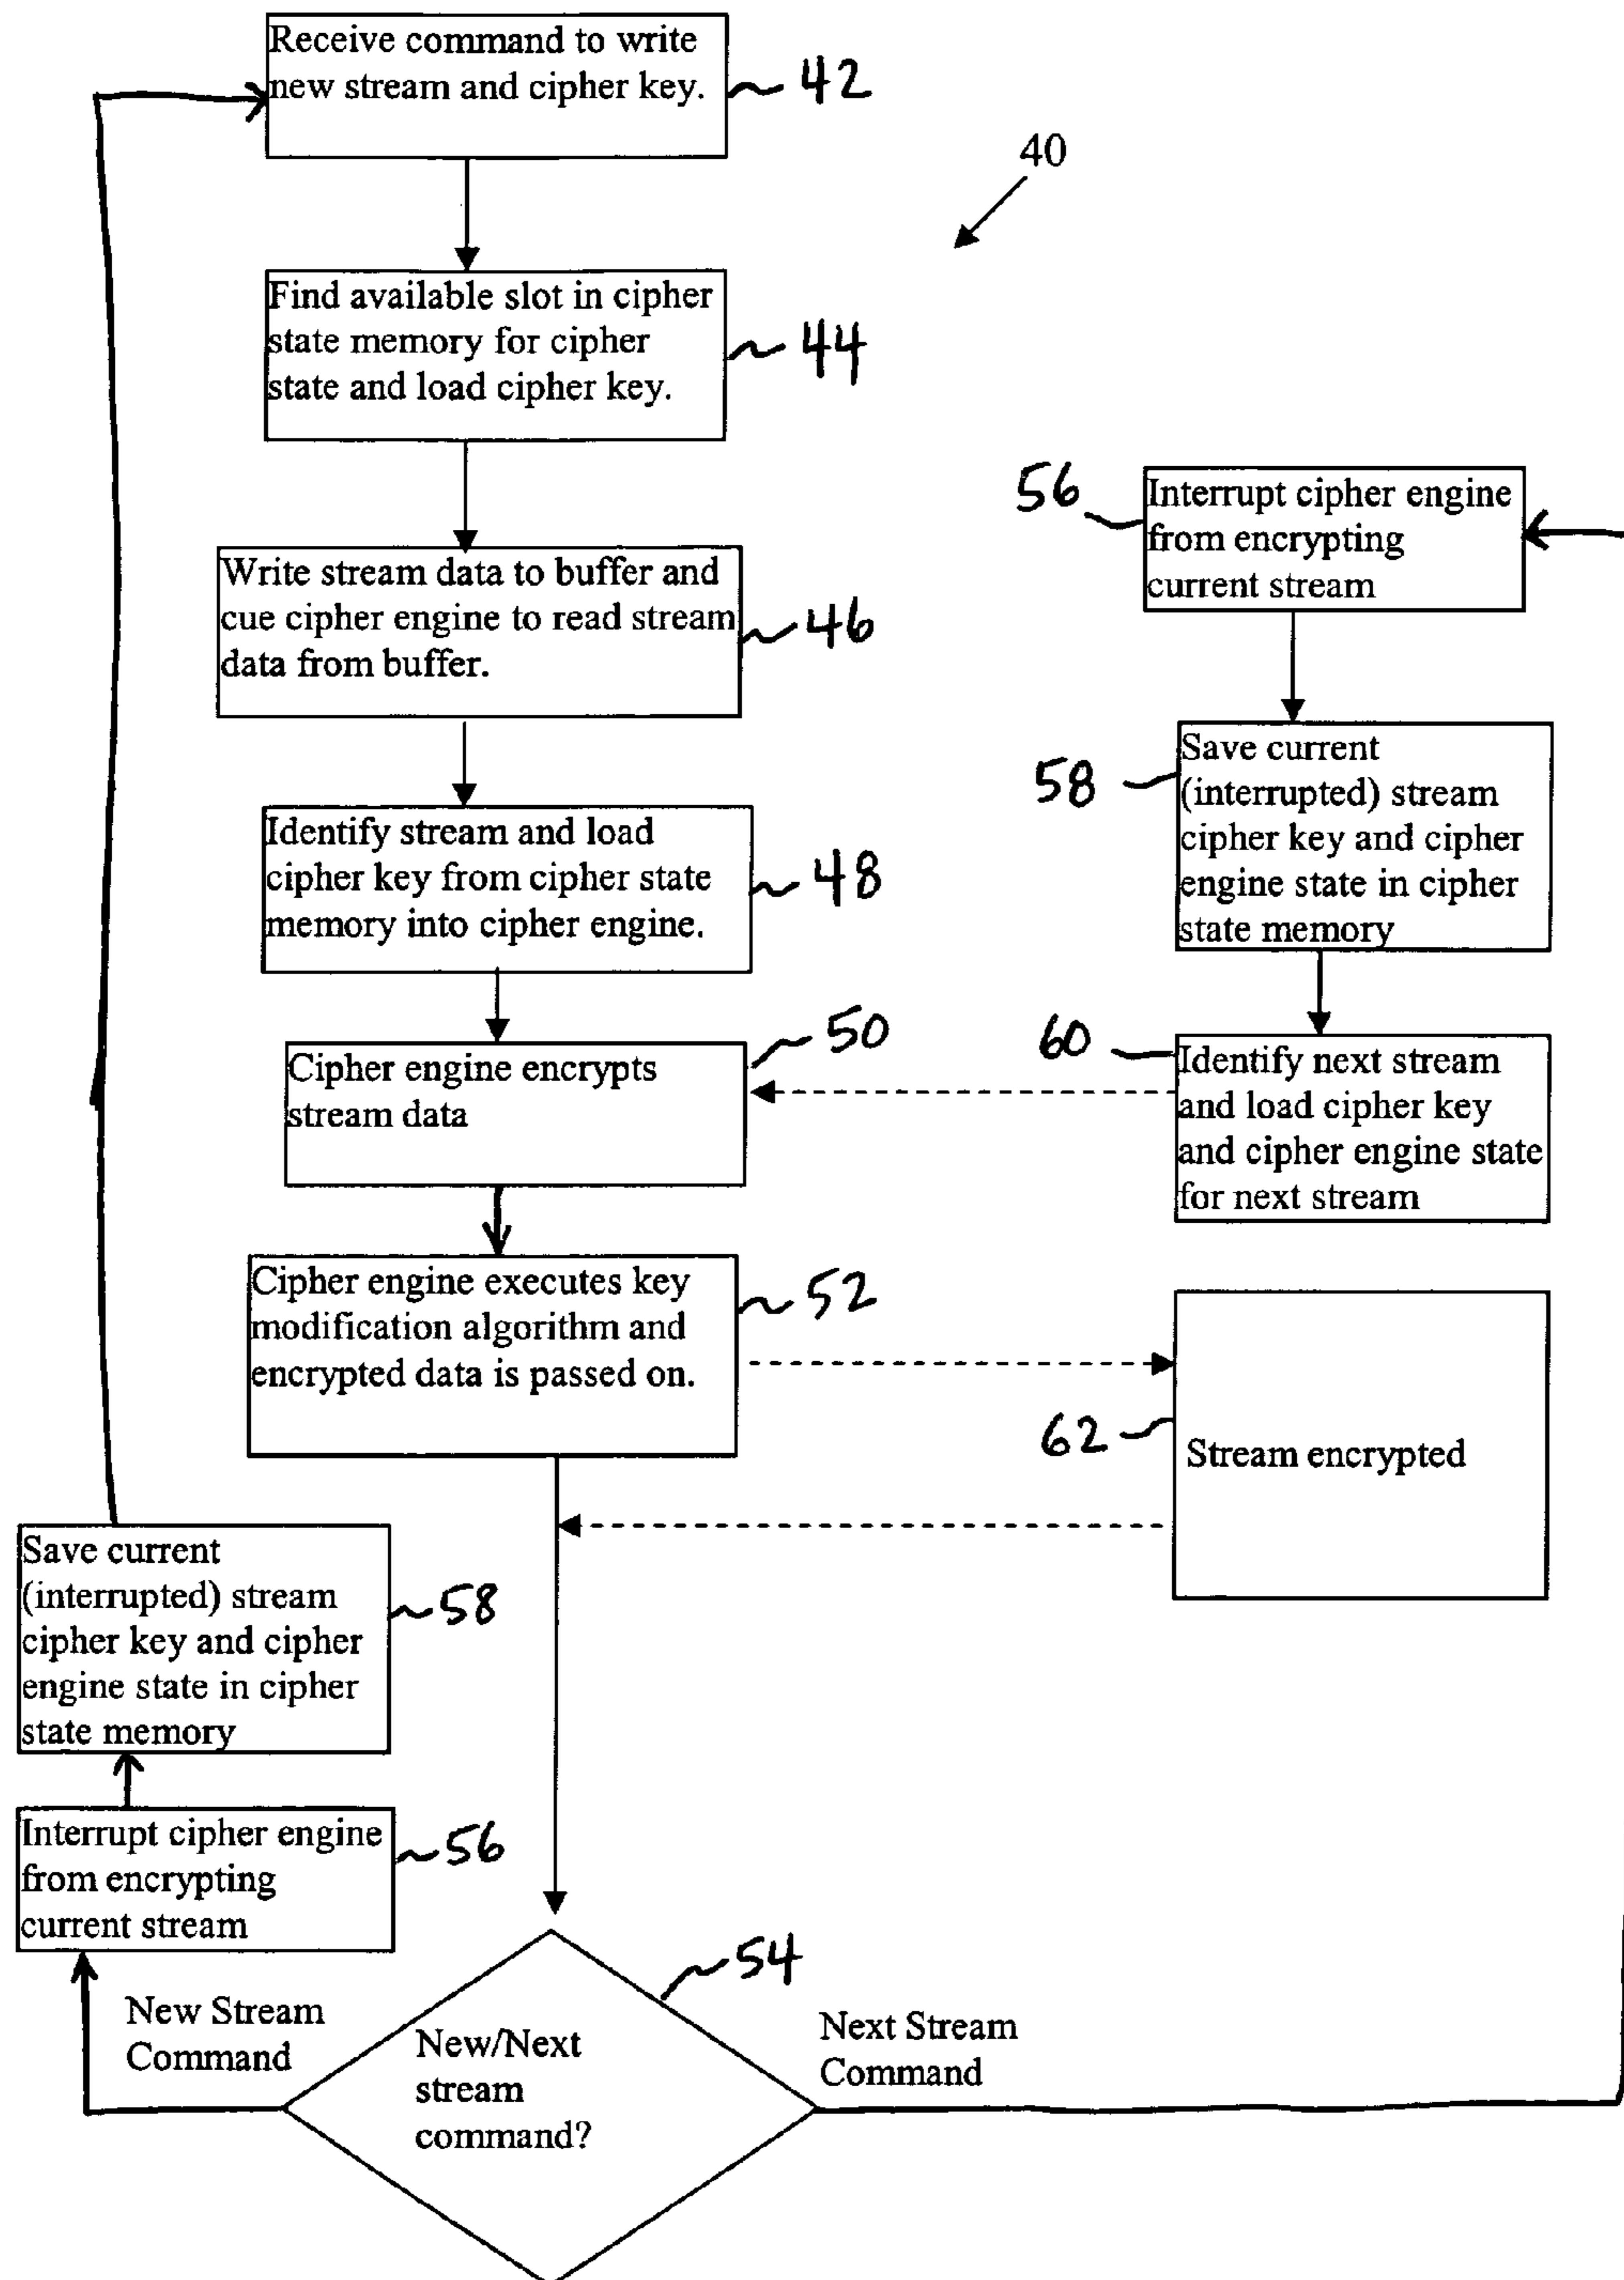 Receive command to write
new stream and cipher key.
42
40
Find available slot in cipher
state memory for cipher
state and load cipher key.
44
Write stream data to buffer and
cue cipher engine to read stream
data from buffer.
46
Identify stream and load
cipher key from cipher state
memory into cipher engine.
48
Cipher engine encrypts
stream data
50
Cipher engine executes key
modification algorithm and
encrypted data is passed on.
52
56
Interrupt cipher engine
from encrypting
current stream
58
Save current
(interrupted) stream
cipher key and cipher
engine state in cipher
state memory
60
Identify next stream
and load cipher key
and cipher engine state
for next stream
62
Stream encrypted
Save current
(interrupted) stream
cipher key and cipher
engine state in cipher
state memory
58
Interrupt cipher engine
from encrypting
current stream
56
New Stream
Command
New/Next
stream
command?
54
Next Stream
Command